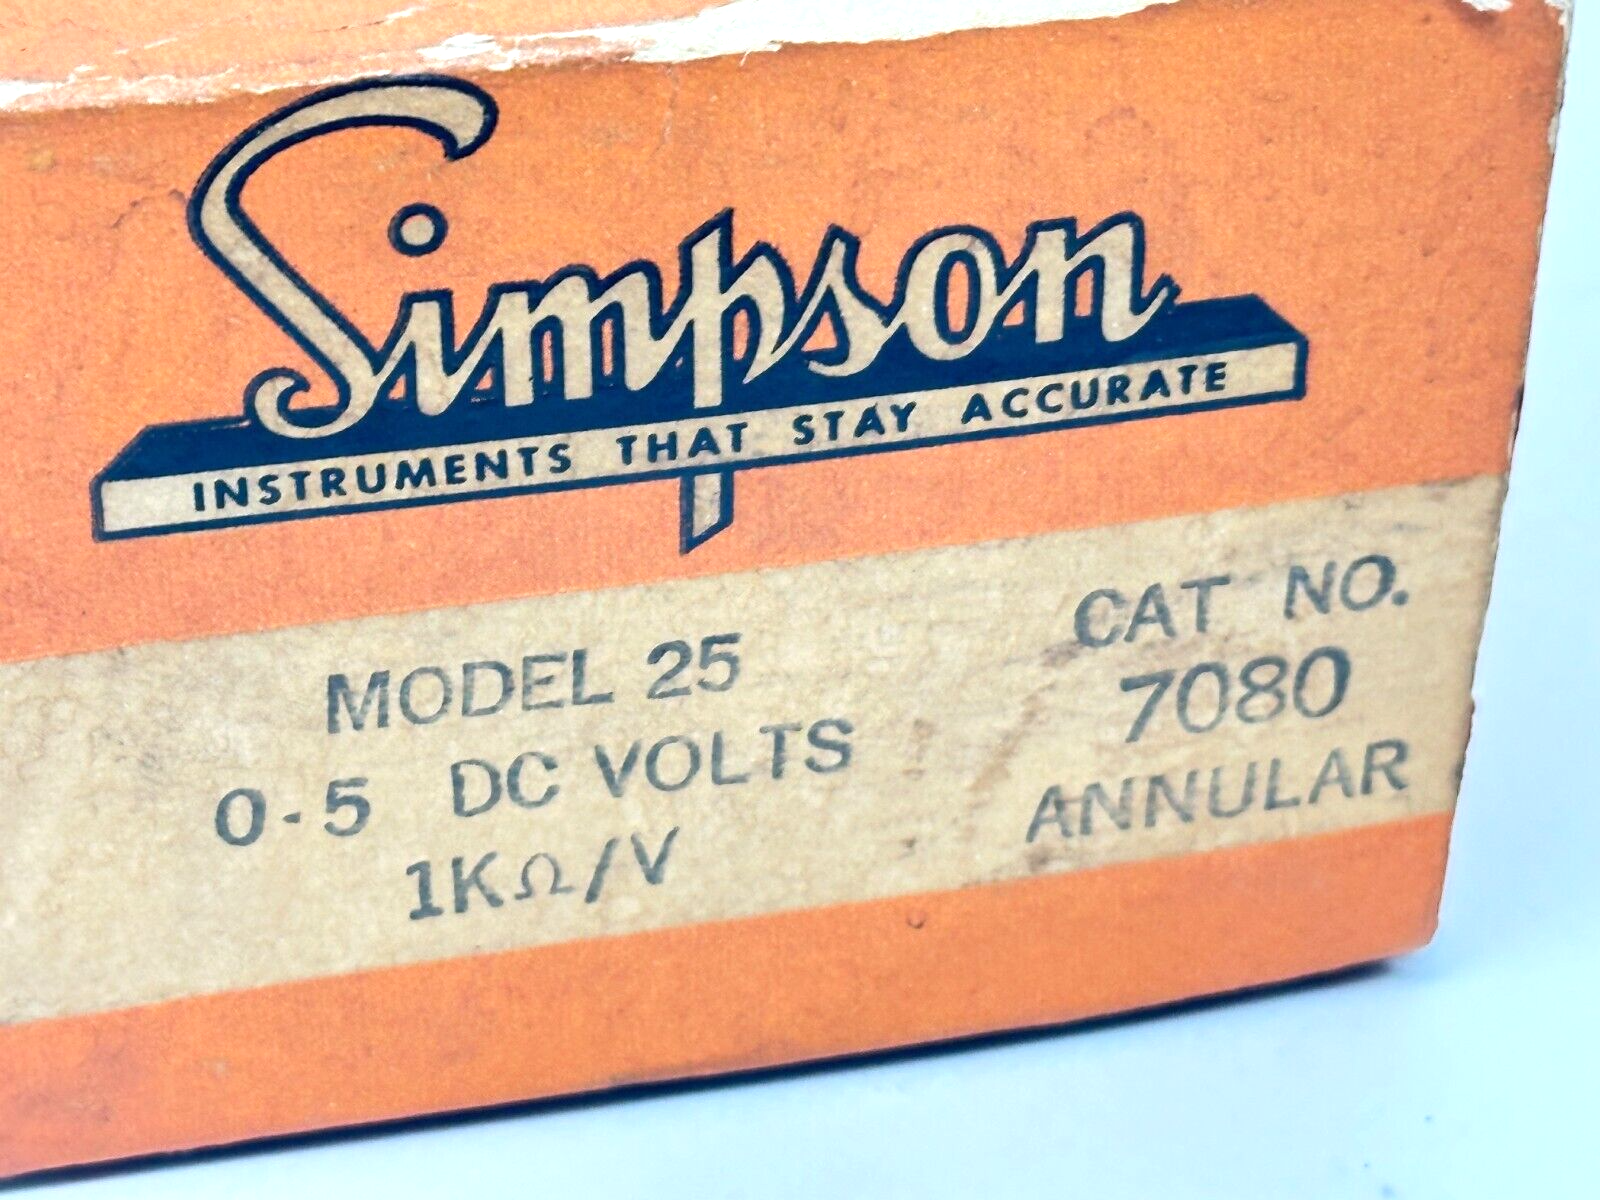 Simpson
INSTRUMENTS THAT STAY ACCURATE
MODEL 25
0-5 DC VOLTS
1KΩ/V
CAT NO.
7080
ANNULAR